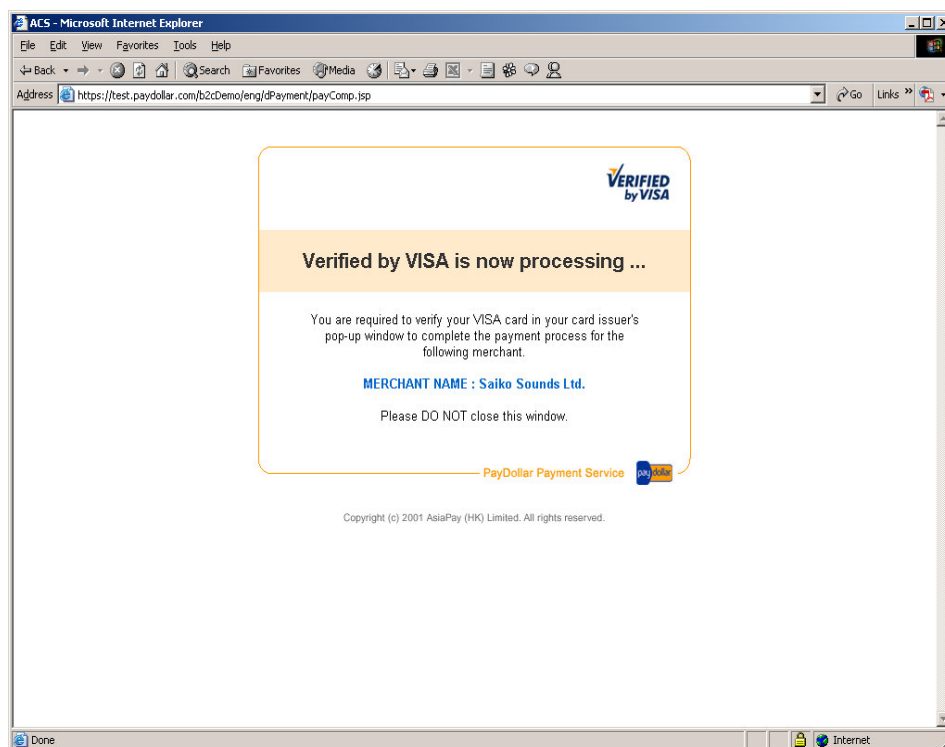 ACS - Microsoft Internet Explorer
File Edit View Favorites Tools Help
Back Search Favorites Media
Address https://test.paydollar.com/b2cDemo/eng/dPayment/payComp.jsp Go Links »
VERIFIED
by VISA
Verified by VISA is now processing ...
You are required to verify your VISA card in your card issuer's
pop-up window to complete the payment process for the
following merchant.
MERCHANT NAME : Saiko Sounds Ltd.
Please DO NOT close this window.
PayDollar Payment Service pay dollar
Copyright (c) 2001 AsiaPay (HK) Limited. All rights reserved.
Done Internet